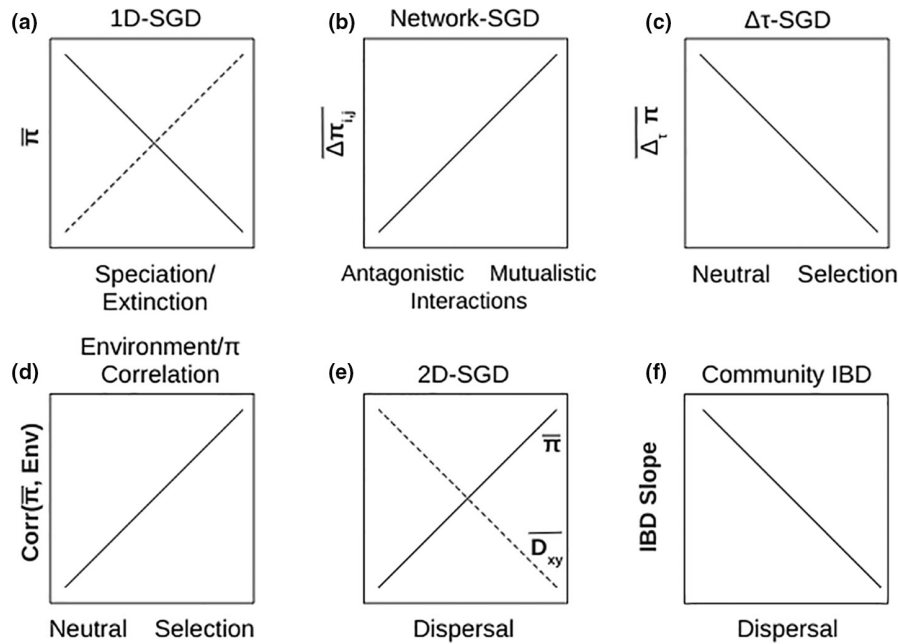 (a) 1D-SGD
π
Speciation/
Extinction
(b) Network-SGD
Δπi,j
Antagonistic Mutualistic
Interactions
(c) Δτ-SGD
Δτ π
Neutral Selection
(d) Environment/π
Correlation
Corr(π, Env)
Neutral Selection
(e) 2D-SGD
π
Dxy
Dispersal
(f) Community IBD
IBD Slope
Dispersal